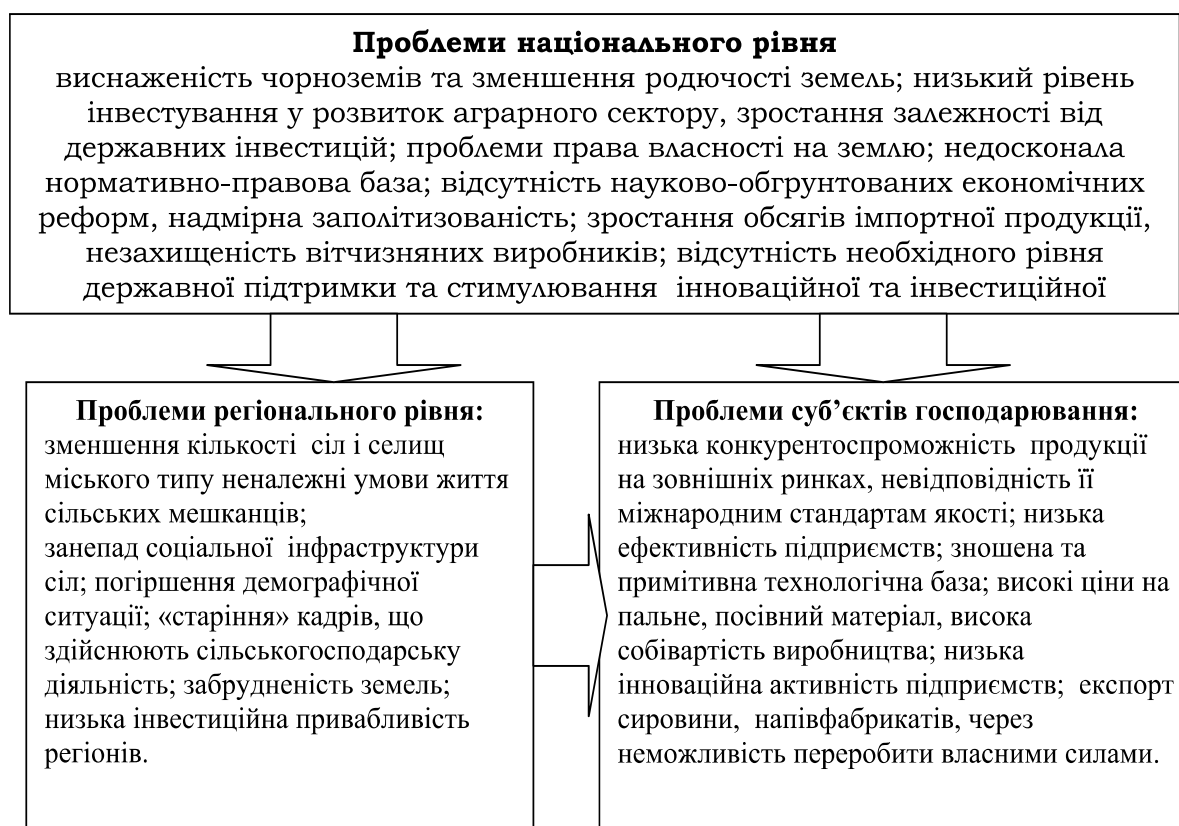 Проблеми національного рівня
виснаженість чорноземів та зменшення родючості земель; низький рівень
інвестування у розвиток аграрного сектору, зростання залежності від
державних інвестицій; проблеми права власності на землю; недосконала
нормативно-правова база; відсутність науково-обгрунтованих економічних
реформ, надмірна заполітизованість; зростання обсягів імпортної продукції,
незахищеність вітчизняних виробників; відсутність необхідного рівня
державної підтримки та стимулювання  інноваційної та інвестиційної
Проблеми регіонального рівня:
зменшення кількості  сіл і селищ
міського типу неналежні умови життя
сільських мешканців;
занепад соціальної  інфраструктури
сіл; погіршення демографічної
ситуації; «старіння» кадрів, що
здійснюють сільськогосподарську
діяльність; забрудненість земель;
низька інвестиційна привабливість
регіонів.
Проблеми суб’єктів господарювання:
низька конкурентоспроможність  продукції
на зовнішніх ринках, невідповідність її
міжнародним стандартам якості; низька
ефективність підприємств; зношена та
примітивна технологічна база; високі ціни на
пальне, посівний матеріал, висока
собівартість виробництва; низька
інноваційна активність підприємств;  експорт
сировини,  напівфабрикатів, через
неможливість переробити власними силами.